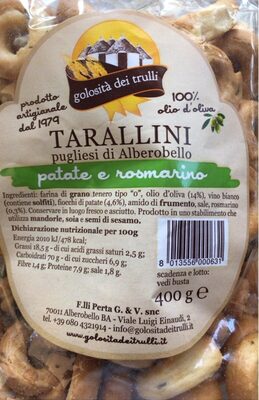 golosità dei trulli
prodotto
artigianale
dal 1979
100%
olio d'oliva
TARALLINI
pugliesi di Alberobello
patate e rosmarino
Ingredienti: farina di grano tenero tipo "0", olio d'oliva (14%), vino bianco
(contiene solfiti), fiocchi di patate (4,6%), amido di frumento, sale, rosmarino
(0,3%). Conservare in luogo fresco e asciutto. Prodotto in uno stabilimento che
utilizza mandorle, soia e semi di sesamo.
Dichiarazione nutrizionale per 100g
Energia 2010 kJ/478 kcal;
Grassi 18,5 g - di cui acidi grassi saturi 2,5 g;
Carboidrati 70 g - di cui zuccheri 6,9 g;
Fibre 1,4 g; Proteine 7,9 g; sale 1,8 g.
8 013556 000631
scadenza e lotto:
vedi busta
400 g e
F.lli Perta G. & V. snc
70011 Alberobello BA - Viale Luigi Einaudi, 2
tel. +39 080 4321914 - info@golositadeitrulli.it
www.golositadeitrulli.it